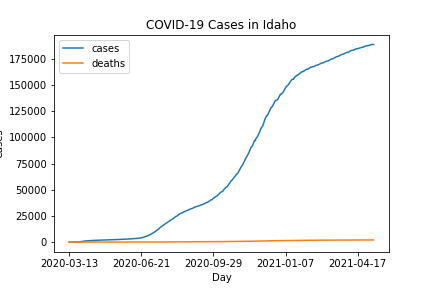 COVID-19 Cases in Idaho
cases
deaths
175000
150000
125000
100000
75000
50000
25000
0
cases
2020-03-13
2020-06-21
2020-09-29
2021-01-07
2021-04-17
Day